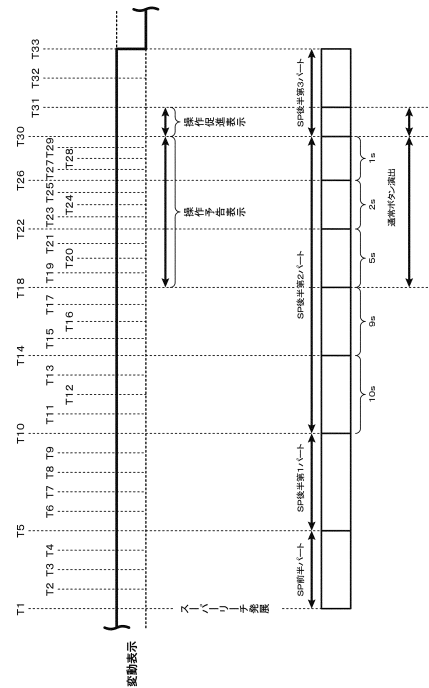 T1
T2
T3
T4
T5
T6
T7
T8
T9
T10
T11
T12
T13
T14
T15
T16
T17
T18
T19
T20
T21
T22
T23
T24
T25
T26
T27
T28
T29
T30
T31
T32
T33
変動表示
操作予告表示
操作促進表示
スーパーリーチ発展
SP前半パート
SP後半第1パート
SP後半第2パート
SP後半第3パート
10s
9s
5s
2s
1s
通常ボタン演出